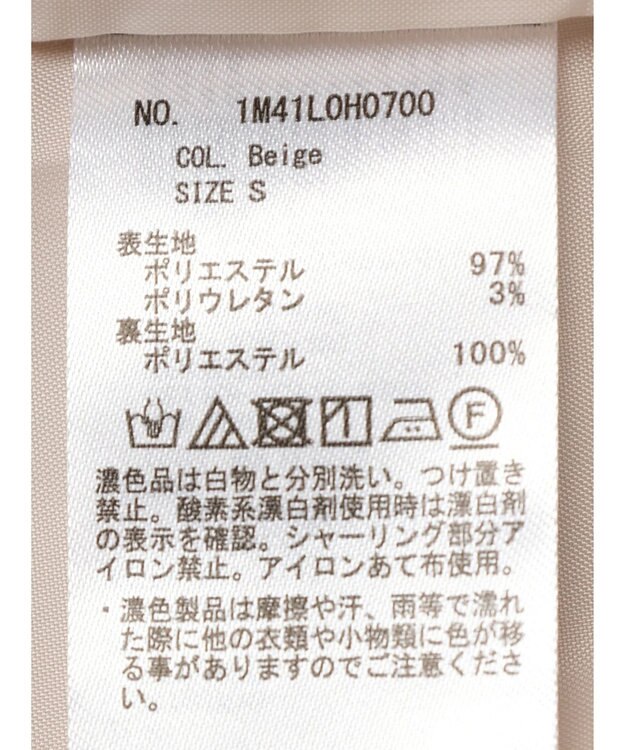 NO. 1M41L0H0700
COL. Beige
SIZE S
表生地
ポリエステル 97%
ポリウレタン 3%
裏生地
ポリエステル 100%
F
濃色品は白物と分別洗い。つけ置き
禁止。酸素系漂白剤使用時は漂白剤
の表示を確認。シャーリング部分ア
イロン禁止。アイロンあて布使用。
・濃色製品は摩擦や汗、雨等で濡れ
た際に他の衣類や小物類に色が移
る事がありますのでご注意くださ
い。